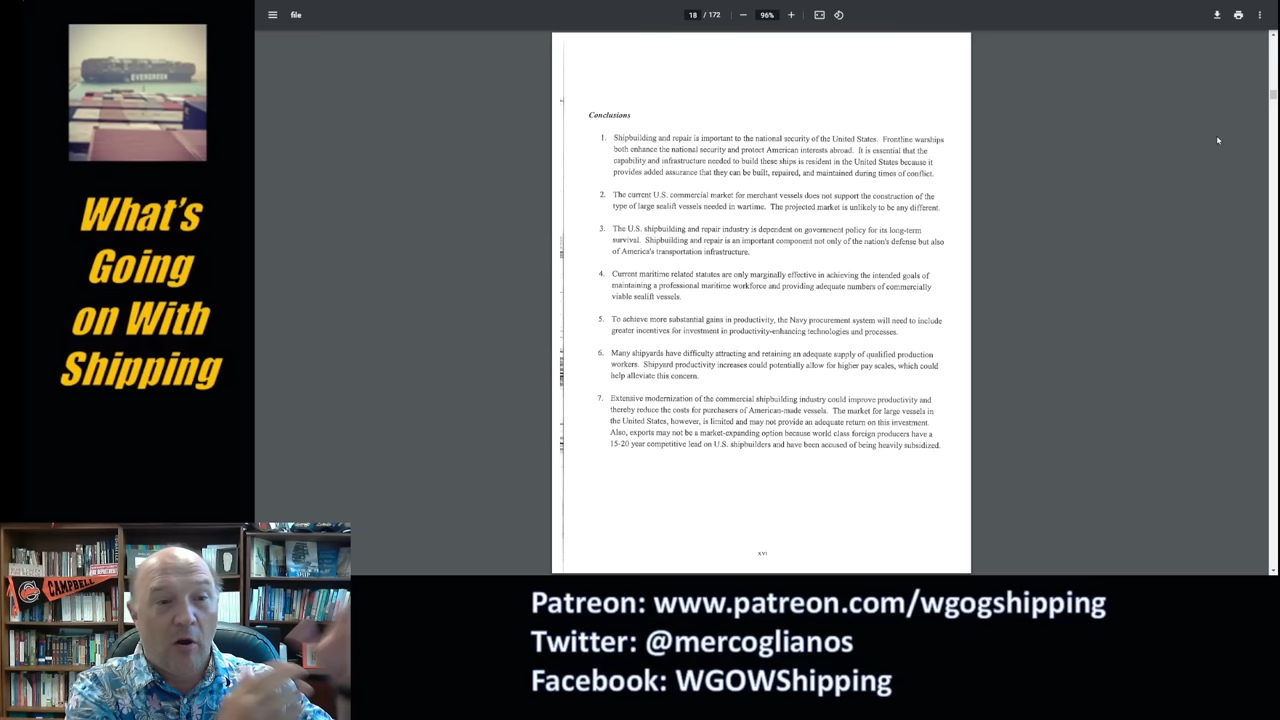 file
18 / 172
96%
EVERGREEN
What's
Going
on With
Shipping
Conclusions
1. Shipbuilding and repair is important to the national security of the United States. Frontline warships
both enhance the national security and protect American interests abroad. It is essential that the
capability and infrastructure needed to build these ships is resident in the United States because it
provides added assurance that they can be built, repaired, and maintained during times of conflict.
2. The current U.S. commercial market for merchant vessels does not support the construction of the
type of large sealift vessels needed in wartime. The projected market is unlikely to be any different.
3. The U.S. shipbuilding and repair industry is dependent on government policy for its long-term
survival. Shipbuilding and repair is an important component not only of the nation's defense but also
of America's transportation infrastructure.
4. Current maritime related statutes are only marginally effective in achieving the intended goals of
maintaining a professional maritime workforce and providing adequate numbers of commercially
viable sealift vessels.
5. To achieve more substantial gains in productivity, the Navy procurement system will need to include
greater incentives for investment in productivity-enhancing technologies and processes.
6. Many shipyards have difficulty attracting and retaining an adequate supply of qualified production
workers. Shipyard productivity increases could potentially allow for higher pay scales, which could
help alleviate this concern.
7. Extensive modernization of the commercial shipbuilding industry could improve productivity and
thereby reduce the costs for purchasers of American-made vessels. The market for large vessels in
the United States, however, is limited and may not provide an adequate return on this investment.
Also, exports may not be a market-expanding option because world class foreign producers have a
15-20 year competitive lead on U.S. shipbuilders and have been accused of being heavily subsidized.
xvi
CAMPBELL
SHIP
Patreon: www.patreon.com/wgogshipping
Twitter: @mercoglianos
Facebook: WGOWShipping